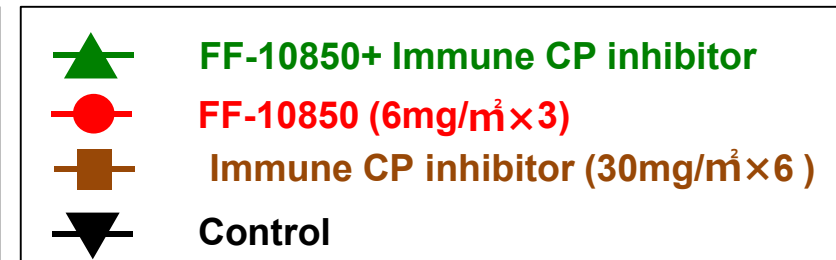 FF-10850+ Immune CP inhibitor
FF-10850 (6mg/㎡×3)
Immune CP inhibitor (30mg/㎡×6 )
Control